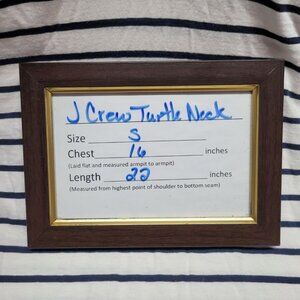 J Crew Turtle Neck
Size S
Chest 16 inches
(Laid flat and measured armpit to armpit)
Length 22 inches
(Measured from highest point of shoulder to bottom seam)